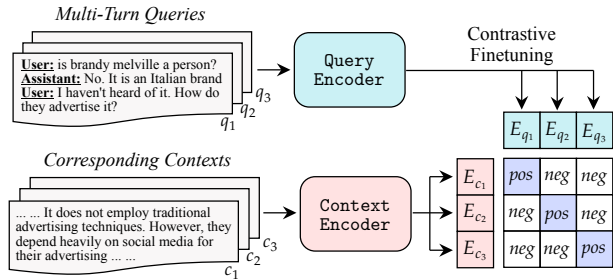 Multi-Turn Queries
User: is brandy melville a person?
Assistant: No. It is an Italian brand
User: I haven't heard of it. How do
they advertise it?
q1
q2
q3
Query
Encoder
Contrastive
Finetuning
Eq1 Eq2 Eq3
Corresponding Contexts
... ... It does not employ traditional
advertising techniques. However, they
depend heavily on social media for
their advertising ... ...
c1
c2
c3
Context
Encoder
Ec1 pos neg neg
Ec2 neg pos neg
Ec3 neg neg pos